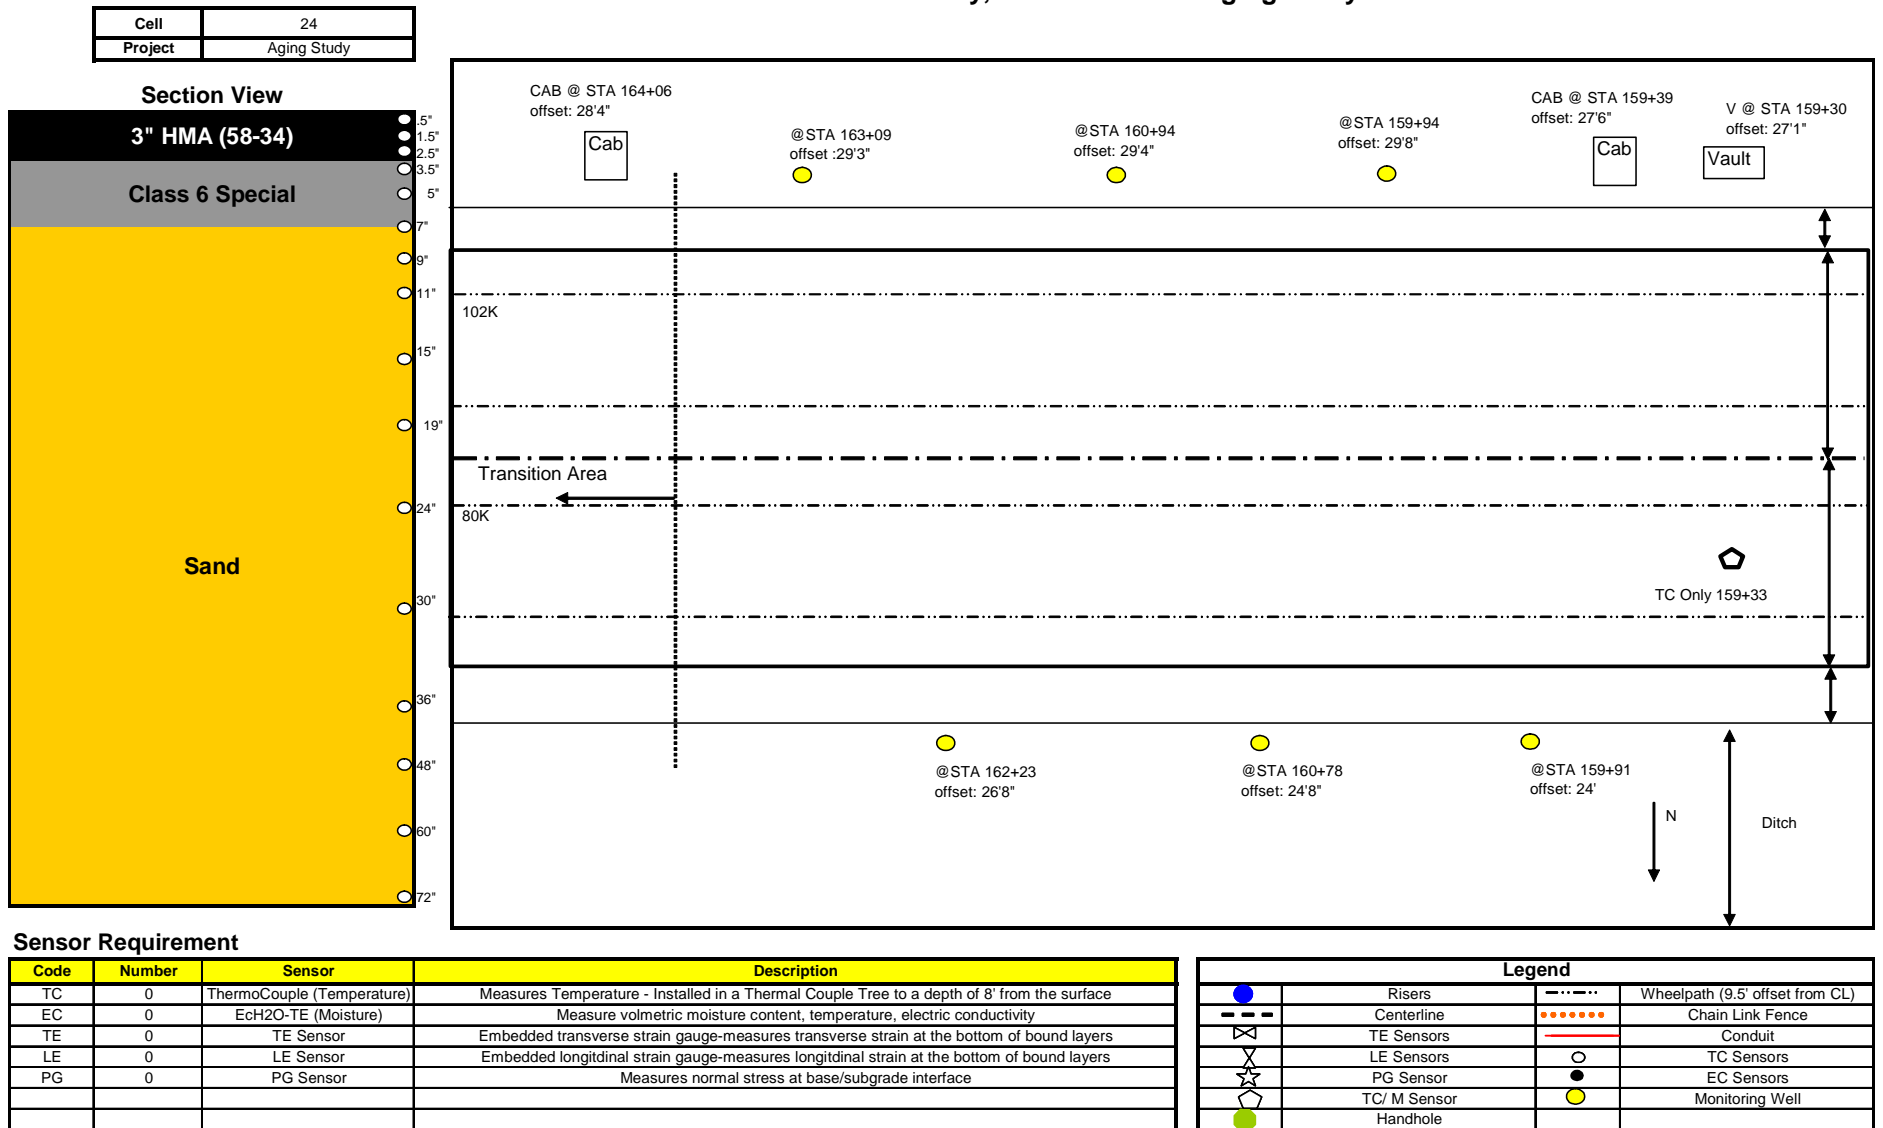 Cell 24
Project Aging Study
Section View
3" HMA (58-34)
Class 6 Special
Sand
.5"
1.5"
2.5"
3.5"
5"
7"
9"
11"
15"
19"
24"
30"
36"
48"
60"
72"
CAB @ STA 164+06
offset: 28'4"
Cab
@STA 163+09
offset :29'3"
@STA 160+94
offset: 29'4"
@STA 159+94
offset: 29'8"
CAB @ STA 159+39
offset: 27'6"
Cab
V @ STA 159+30
offset: 27'1"
Vault
102K
Transition Area
80K
TC Only 159+33
@STA 162+23
offset: 26'8"
@STA 160+78
offset: 24'8"
@STA 159+91
offset: 24'
N
Ditch
Sensor Requirement
Code Number Sensor Description
TC 0 ThermoCouple (Temperature) Measures Temperature - Installed in a Thermal Couple Tree to a depth of 8' from the surface
EC 0 EcH2O-TE (Moisture) Measure volmetric moisture content, temperature, electric conductivity
TE 0 TE Sensor Embedded transverse strain gauge-measures transverse strain at the bottom of bound layers
LE 0 LE Sensor Embedded longitdinal strain gauge-measures longitdinal strain at the bottom of bound layers
PG 0 PG Sensor Measures normal stress at base/subgrade interface
Legend
Risers Wheelpath (9.5' offset from CL)
Centerline Chain Link Fence
TE Sensors Conduit
LE Sensors TC Sensors
PG Sensor EC Sensors
TC/ M Sensor Monitoring Well
Handhole